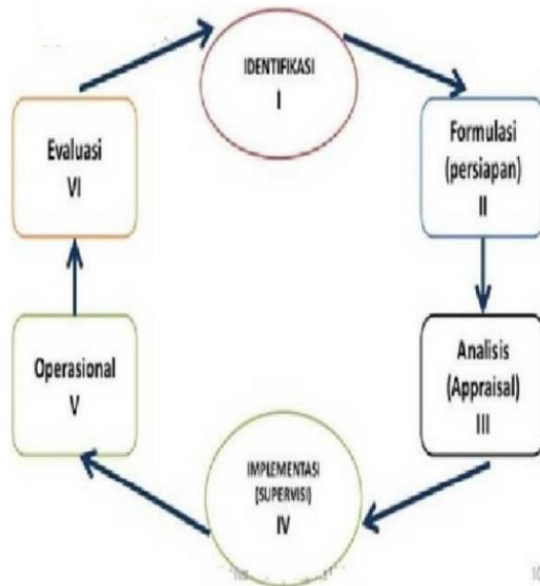 IDENTIFIKASI
I
Formulasi
(persiapan)
II
Analisis
(Appraisal)
III
IMPLEMENTASI
(SUPERVISI)
IV
Operasional
V
Evaluasi
VI